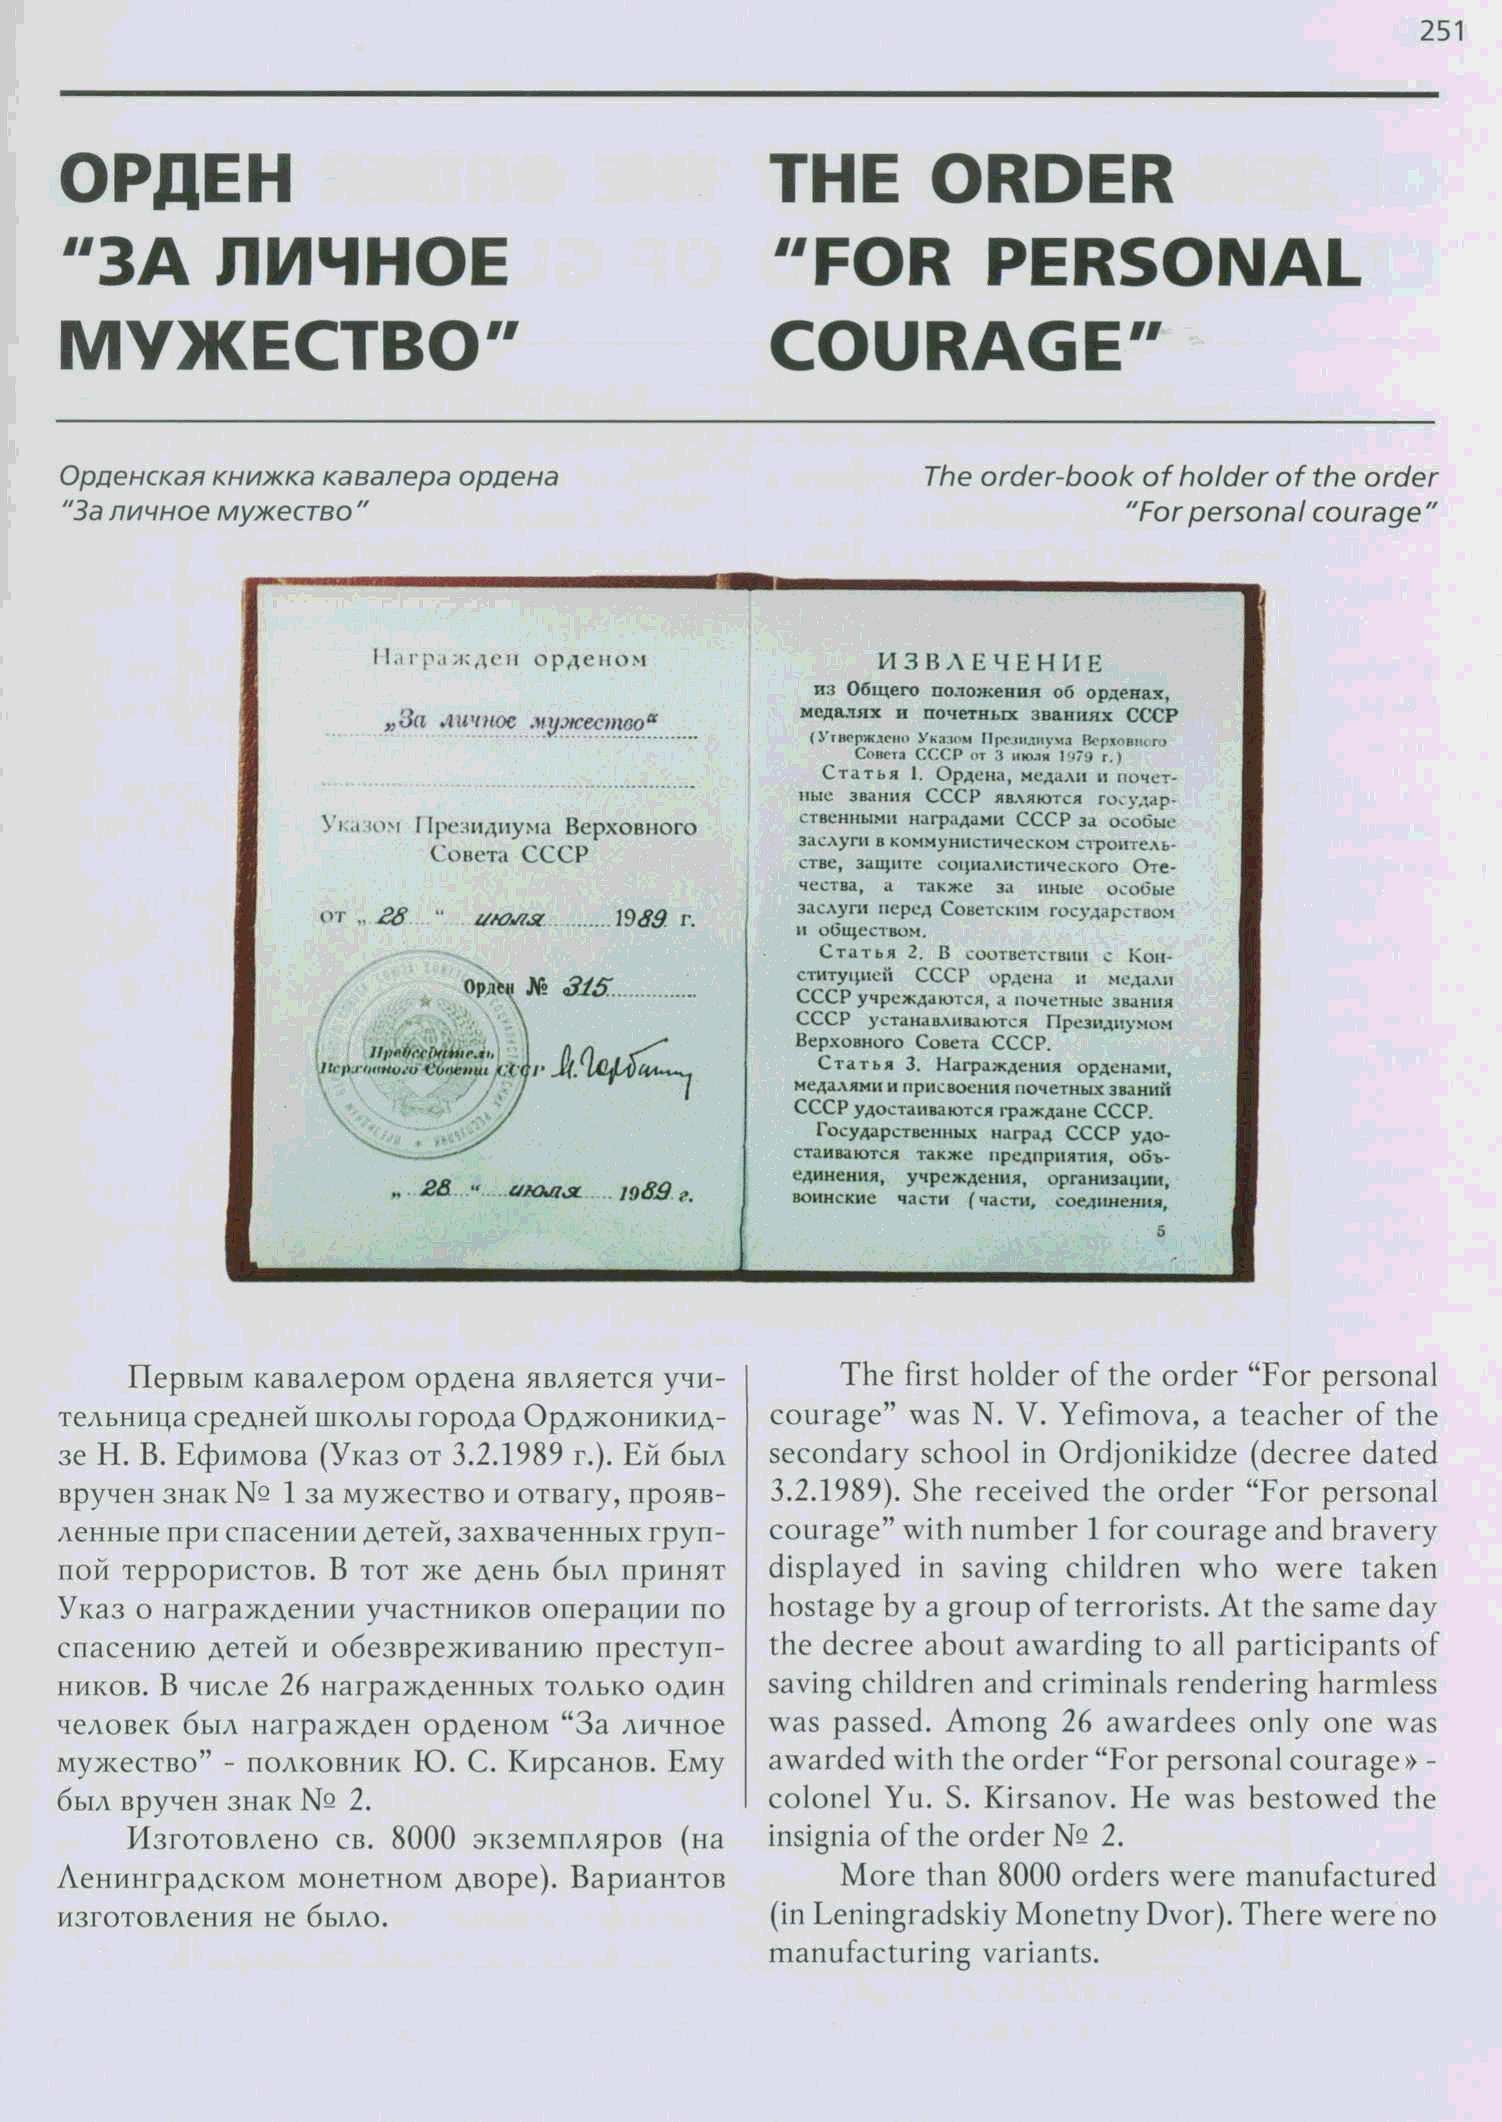 251
ОРДЕН
"ЗА ЛИЧНОЕ
МУЖЕСТВО"
THE ORDER
"FOR PERSONAL
COURAGE"
Орденская книжка кавалера ордена
"За личное мужество"
The order-book of holder of the order
"For personal courage"
Награжден орденом
„За личное мужество“
Указом Президиума Верховного
Совета СССР
от „ 28 “ июля 1989 г.
Орден № 315
Председатель
Верховного Совета СССР
„ 28 “ июля 1989 г.
ИЗВЛЕЧЕНИЕ
из Общего положения об орденах,
медалях и почетных званиях СССР
(Утверждено Указом Президиума Верховного
Совета СССР от 3 июля 1979 г.)
Статья 1. Ордена, медали и почет-
ные звания СССР являются государ-
ственными наградами СССР за особые
заслуги в коммунистическом строитель-
стве, защите социалистического Оте-
чества, а также за иные особые
заслуги перед Советским государством
и обществом.
Статья 2. В соответствии с Кон-
ституцией СССР ордена и медали
СССР учреждаются, а почетные звания
СССР устанавливаются Президиумом
Верховного Совета СССР.
Статья 3. Награждения орденами,
медалями и присвоения почетных званий
СССР удостаиваются граждане СССР.
Государственных наград СССР удо-
стаиваются также предприятия, объ-
единения, учреждения, организации,
воинские части (части, соединения,
5
Первым кавалером ордена является учи-
тельница средней школы города Орджоникид-
зе Н. В. Ефимова (Указ от 3.2.1989 г.). Ей был
вручен знак № 1 за мужество и отвагу, прояв-
ленные при спасении детей, захваченных груп-
пой террористов. В тот же день был принят
Указ о награждении участников операции по
спасению детей и обезвреживанию преступ-
ников. В числе 26 награжденных только один
человек был награжден орденом “За личное
мужество” - полковник Ю. С. Кирсанов. Ему
был вручен знак № 2.
Изготовлено св. 8000 экземпляров (на
Ленинградском монетном дворе). Вариантов
изготовления не было.
The first holder of the order “For personal
courage” was N. V. Yefimova, a teacher of the
secondary school in Ordjonikidze (decree dated
3.2.1989). She received the order “For personal
courage” with number 1 for courage and bravery
displayed in saving children who were taken
hostage by a group of terrorists. At the same day
the decree about awarding to all participants of
saving children and criminals rendering harmless
was passed. Among 26 awardees only one was
awarded with the order “For personal courage» -
colonel Yu. S. Kirsanov. He was bestowed the
insignia of the order № 2.
More than 8000 orders were manufactured
(in Leningradskiy Monetny Dvor). There were no
manufacturing variants.